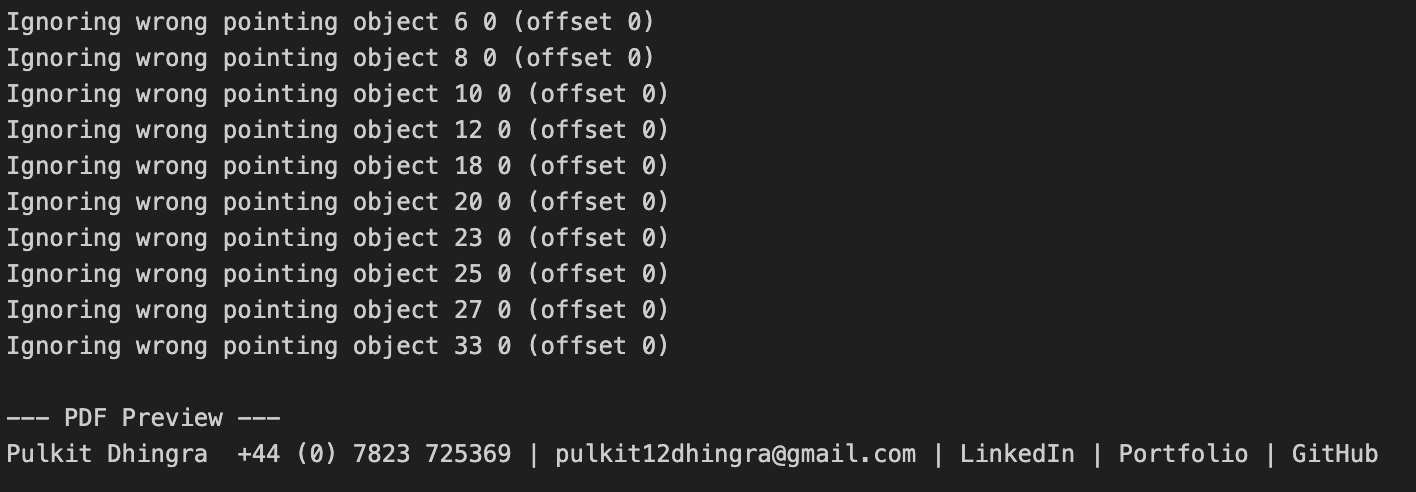 Ignoring wrong pointing object 6 0 (offset 0)
Ignoring wrong pointing object 8 0 (offset 0)
Ignoring wrong pointing object 10 0 (offset 0)
Ignoring wrong pointing object 12 0 (offset 0)
Ignoring wrong pointing object 18 0 (offset 0)
Ignoring wrong pointing object 20 0 (offset 0)
Ignoring wrong pointing object 23 0 (offset 0)
Ignoring wrong pointing object 25 0 (offset 0)
Ignoring wrong pointing object 27 0 (offset 0)
Ignoring wrong pointing object 33 0 (offset 0)
--- PDF Preview ---
Pulkit Dhingra  +44 (0) 7823 725369 | pulkit12dhingra@gmail.com | LinkedIn | Portfolio | GitHub